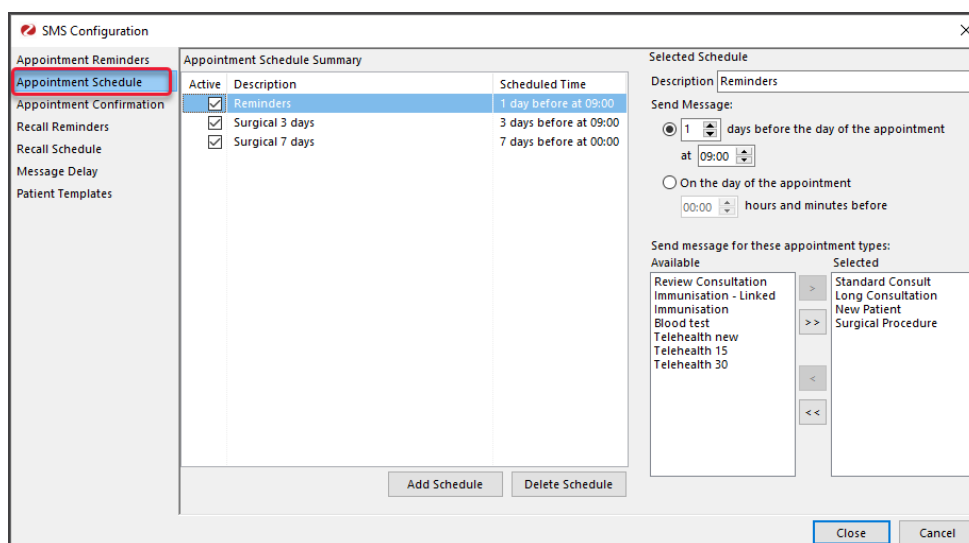 SMS Configuration
Appointment Reminders
Appointment Schedule
Appointment Confirmation
Recall Reminders
Recall Schedule
Message Delay
Patient Templates
Appointment Schedule Summary
Active Description Scheduled Time
Reminders 1 day before at 09:00
Surgical 3 days 3 days before at 09:00
Surgical 7 days 7 days before at 00:00
Add Schedule Delete Schedule
Selected Schedule
Description Reminders
Send Message:
1 days before the day of the appointment
at 09:00
On the day of the appointment
00:00 hours and minutes before
Send message for these appointment types:
Available
Review Consultation
Immunisation - Linked
Immunisation
Blood test
Telehealth new
Telehealth 15
Telehealth 30
>
>>
<
<<
Selected
Standard Consult
Long Consultation
New Patient
Surgical Procedure
Close Cancel